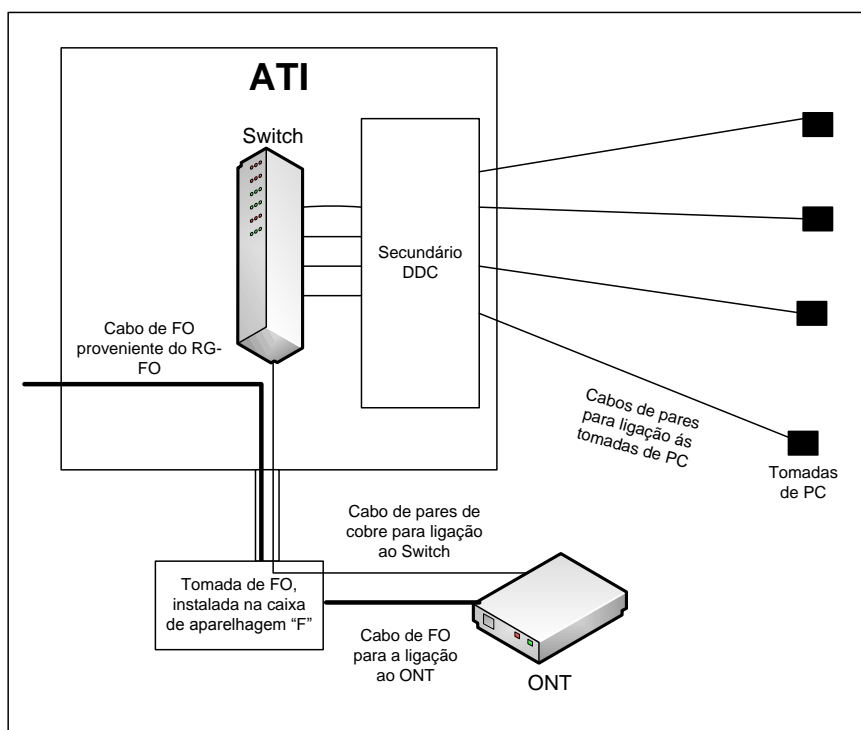 ATI
Switch
Secundário
DDC
Cabo de FO
proveniente do RG-
FO
Cabos de pares
para ligação ás
tomadas de PC
Tomadas
de PC
Cabo de pares de
cobre para ligação
ao Switch
Tomada de FO,
instalada na caixa
de aparelhagem “F”
Cabo de FO
para a ligação
ao ONT
ONT